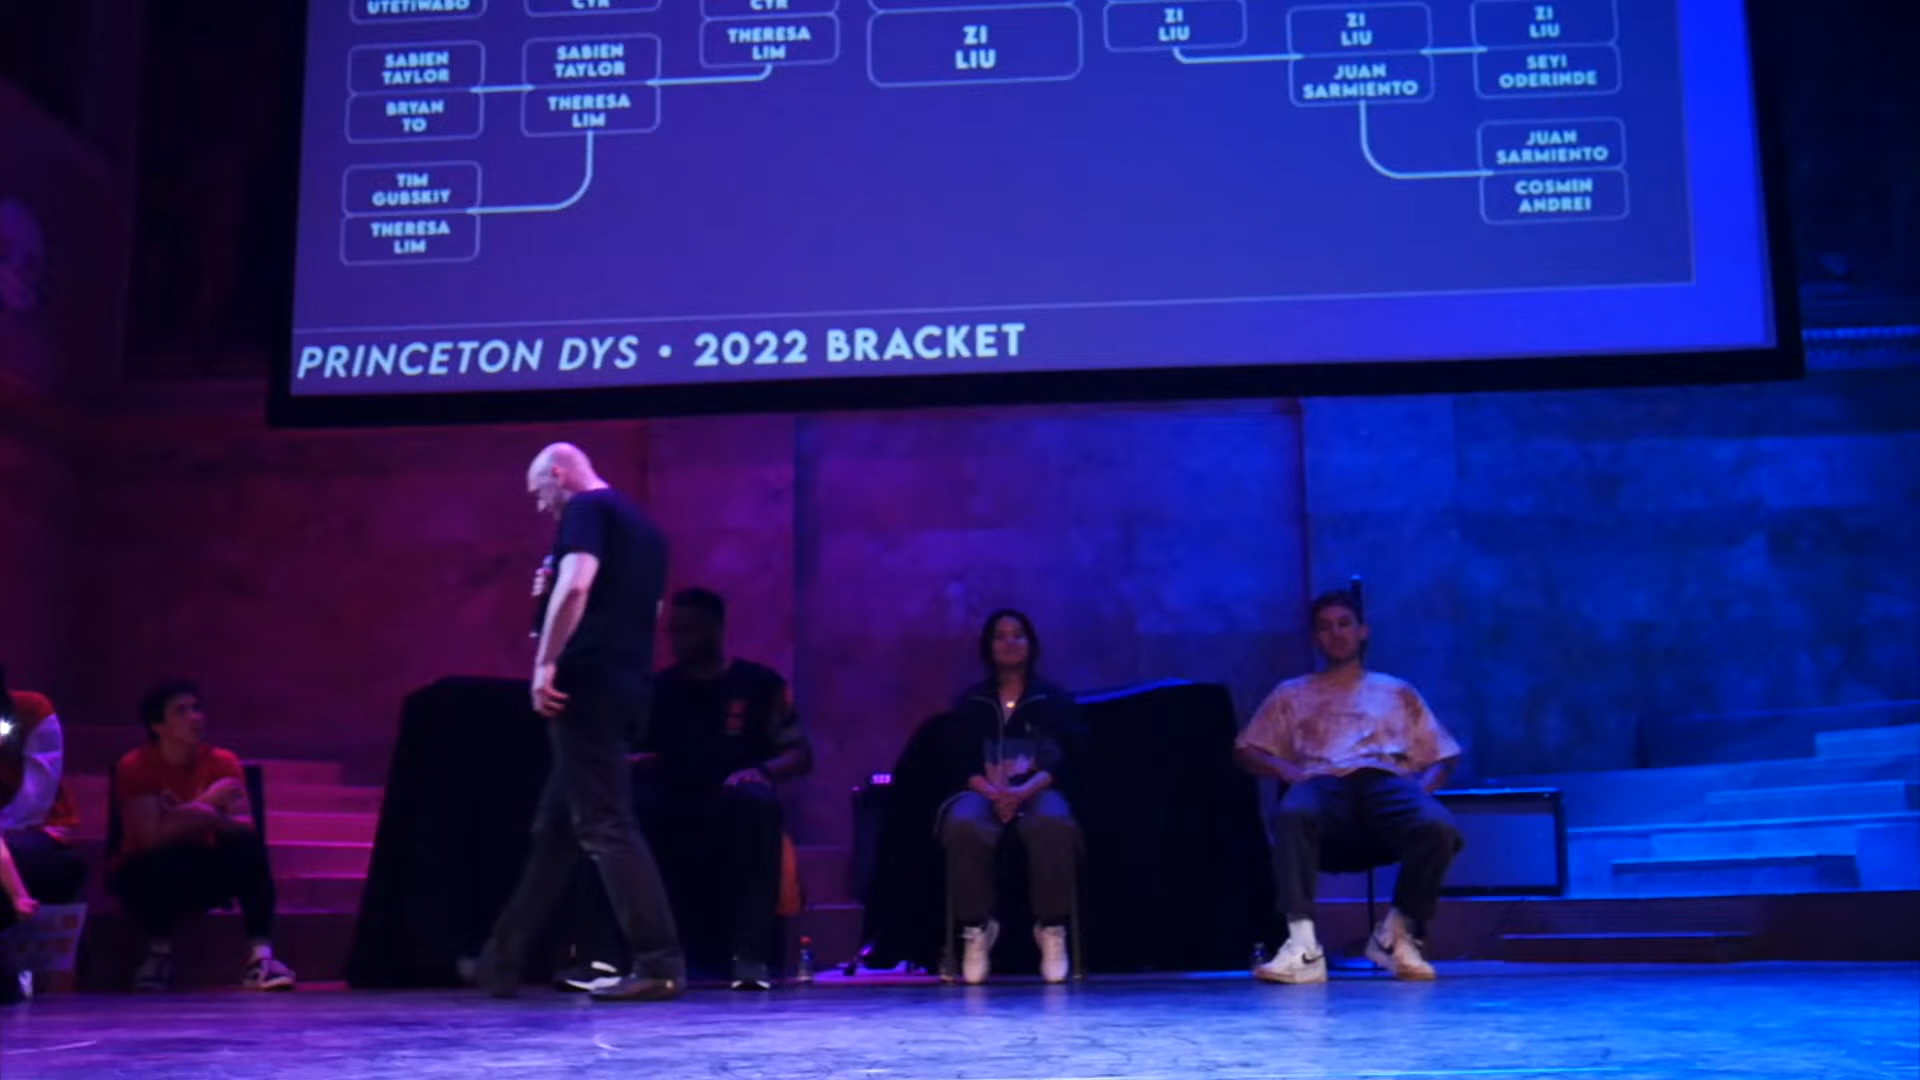 UTETIWABO
CYR
CYR
THERESA
LIM
ZI
LIU
ZI
LIU
ZI
LIU
ZI
LIU
SABIEN
TAYLOR
BRYAN
TO
SABIEN
TAYLOR
THERESA
LIM
JUAN
SARMIENTO
SEYI
ODERINDE
TIM
GUBSKIY
THERESA
LIM
JUAN
SARMIENTO
COSMIN
ANDREI
PRINCETON DYS • 2022 BRACKET